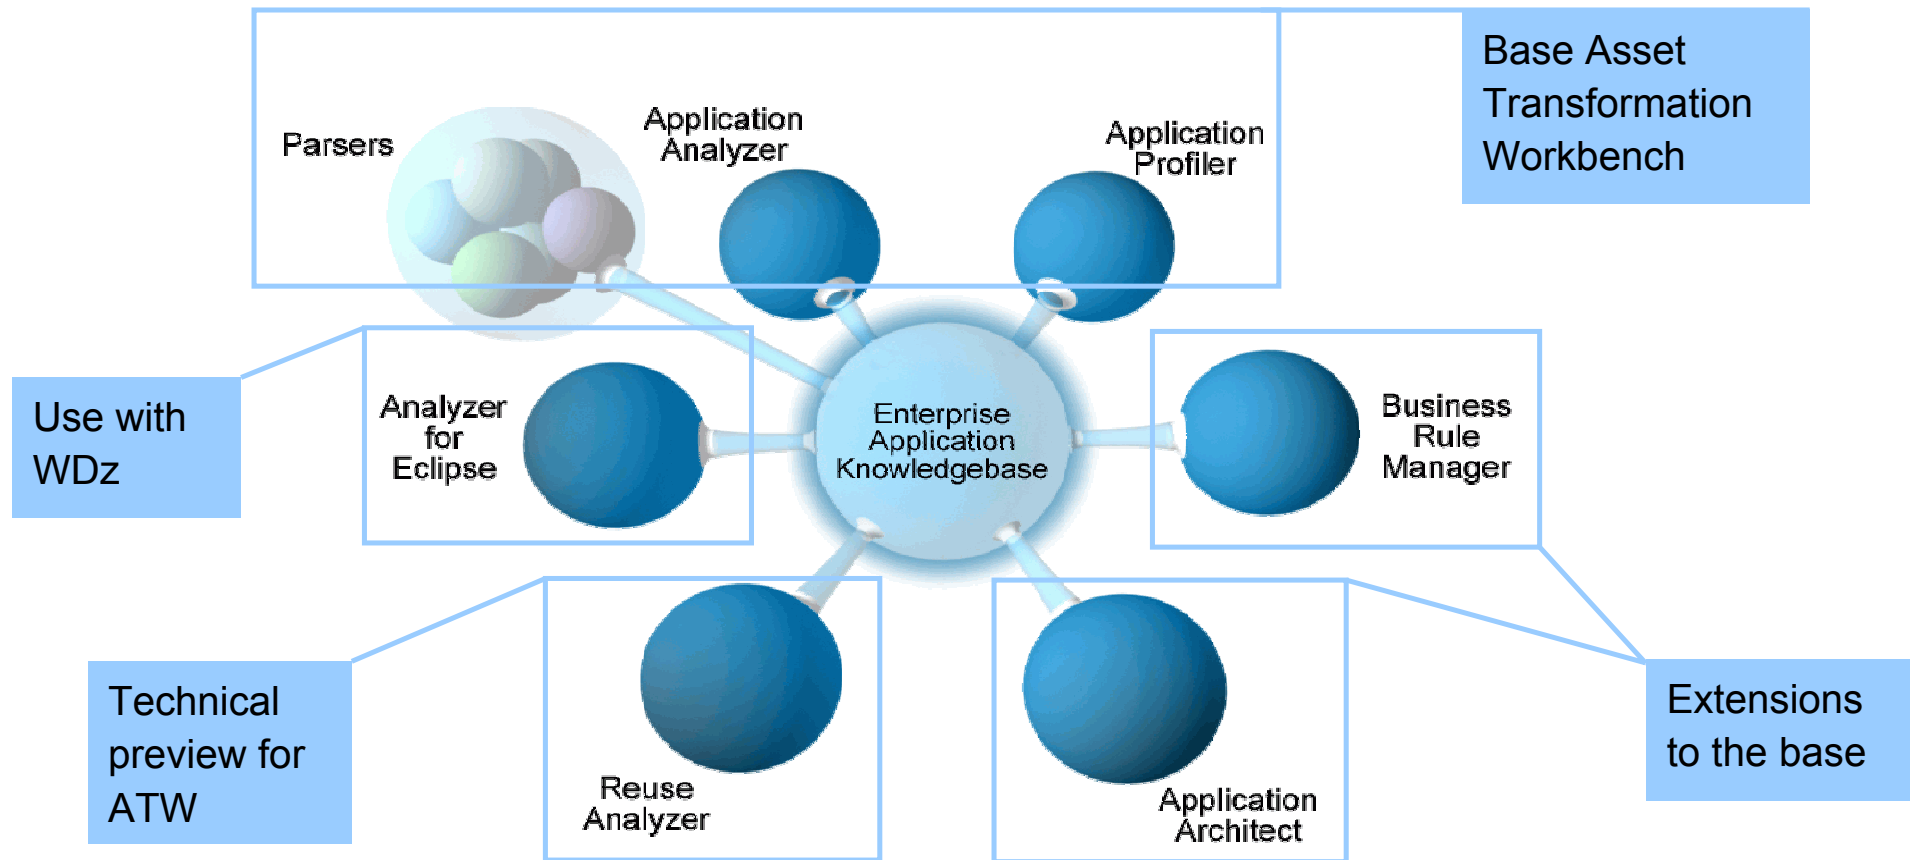 Base Asset
Transformation
Workbench
Parsers
Application
Analyzer
Application
Profiler
Use with
WDz
Analyzer
for
Eclipse
Enterprise
Application
Knowledgebase
Business
Rule
Manager
Technical
preview for
ATW
Reuse
Analyzer
Application
Architect
Extensions
to the base